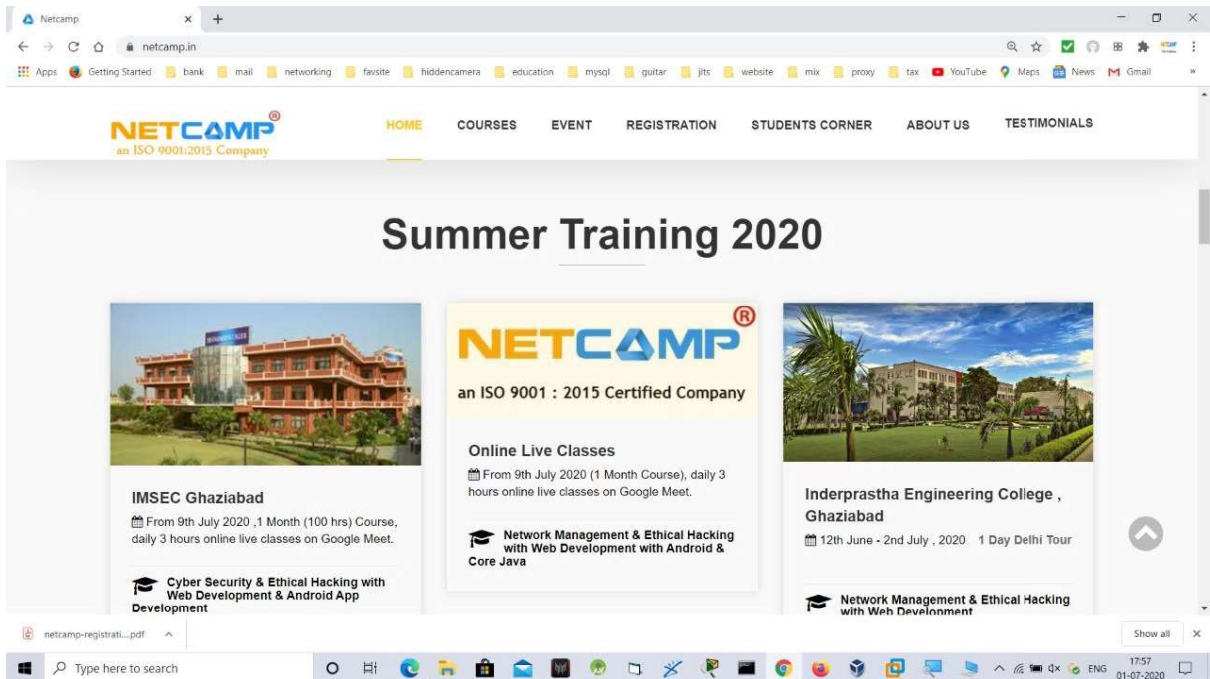 Netcamp
netcamp.in
Apps Getting Started bank mail networking favsite hiddencamera education mysql guitar jlts website mix proxy tax YouTube Maps News Gmail
NETCAMP®
an ISO 9001:2015 Company
HOME COURSES EVENT REGISTRATION STUDENTS CORNER ABOUT US TESTIMONIALS
Summer Training 2020
IMSEC Ghaziabad
From 9th July 2020 ,1 Month (100 hrs) Course,
daily 3 hours online live classes on Google Meet.
Cyber Security & Ethical Hacking with
Web Development & Android App
Development
NETCAMP®
an ISO 9001 : 2015 Certified Company
Online Live Classes
From 9th July 2020 (1 Month Course), daily 3
hours online live classes on Google Meet.
Network Management & Ethical Hacking
with Web Development with Android &
Core Java
Inderprastha Engineering College ,
Ghaziabad
12th June - 2nd July , 2020 1 Day Delhi Tour
Network Management & Ethical Hacking
with Web Development
netcamp-registrati....pdf
Show all
Type here to search
ENG
17:57
01-07-2020